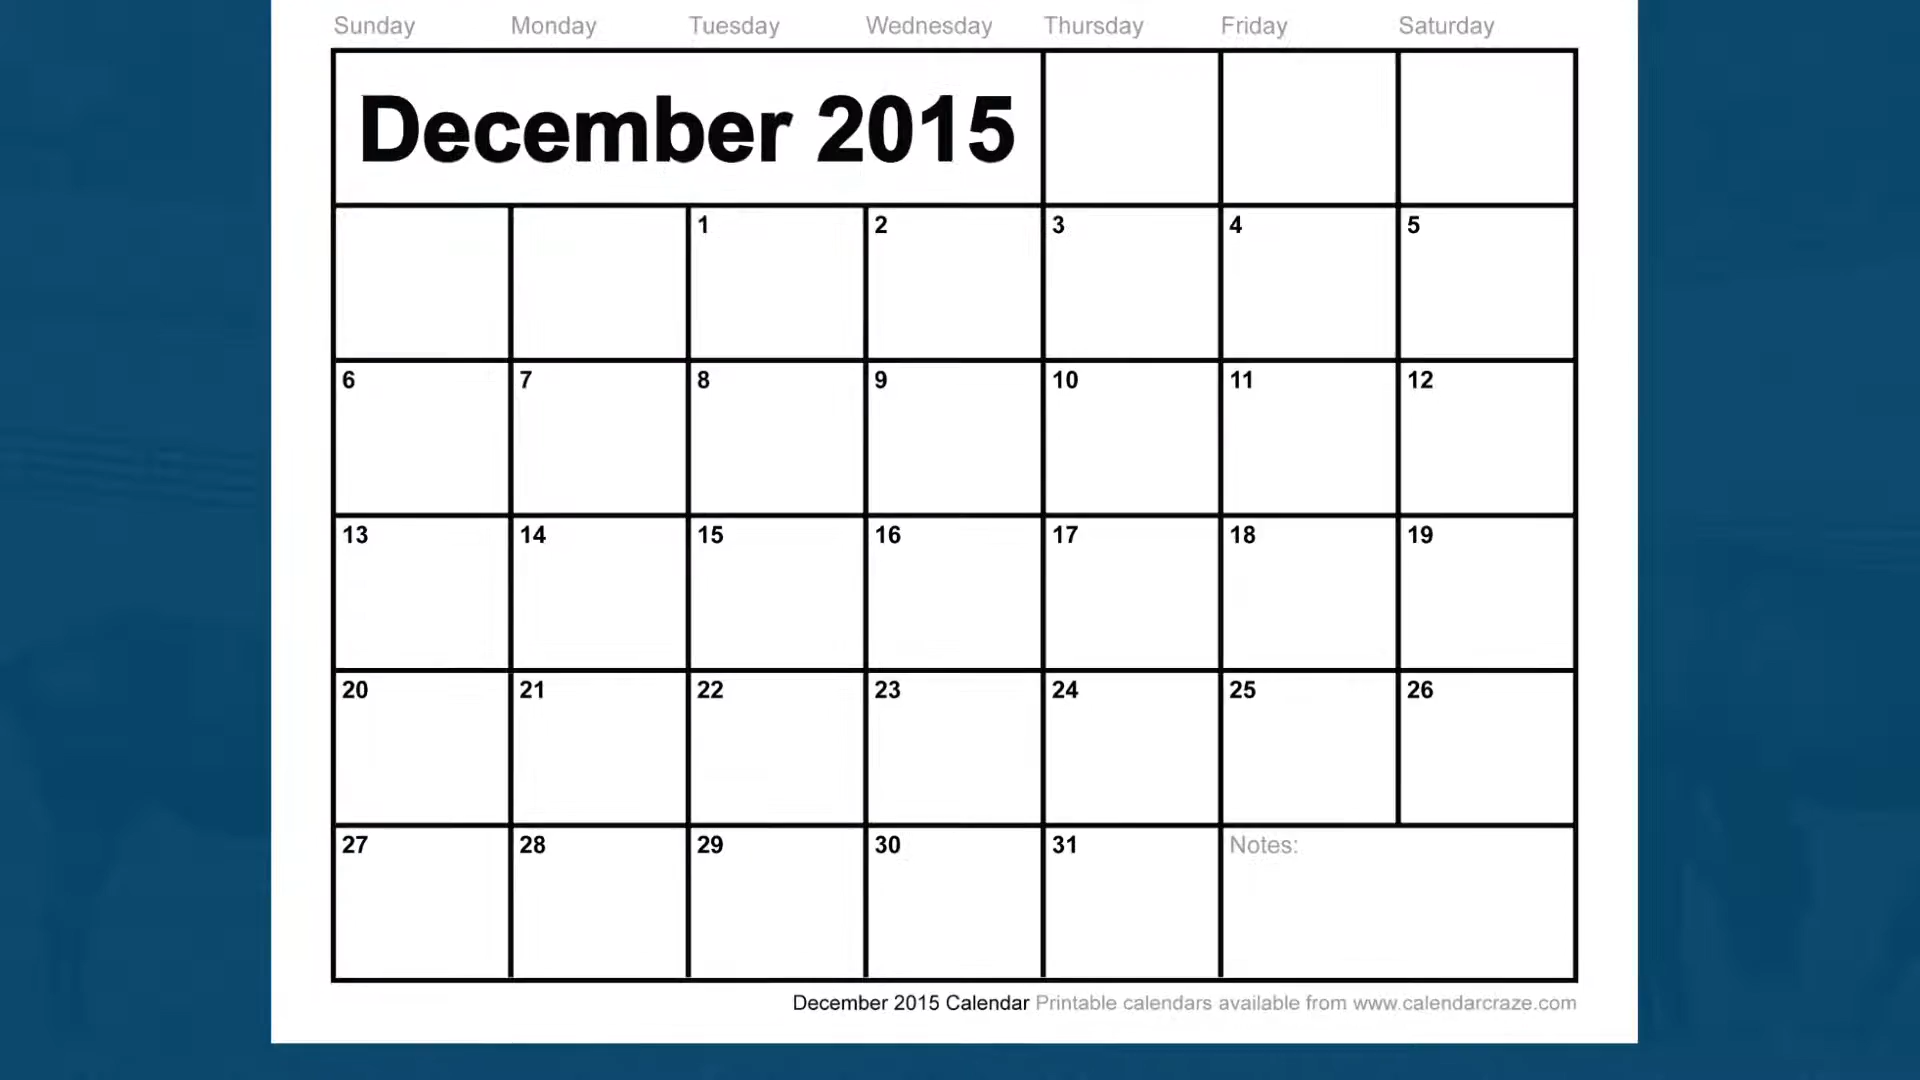 Sunday Monday Tuesday Wednesday Thursday Friday Saturday
December 2015
1 2 3 4 5
6 7 8 9 10 11 12
13 14 15 16 17 18 19
20 21 22 23 24 25 26
27 28 29 30 31 Notes:
December 2015 Calendar Printable calendars available from www.calendarcraze.com